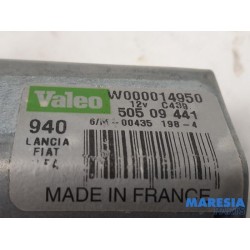 Valeo W000014950
12v C439
505 09 441
940 6/M 00435 198-4
LANCIA
FIAT
MADE IN FRANCE
MARESIA